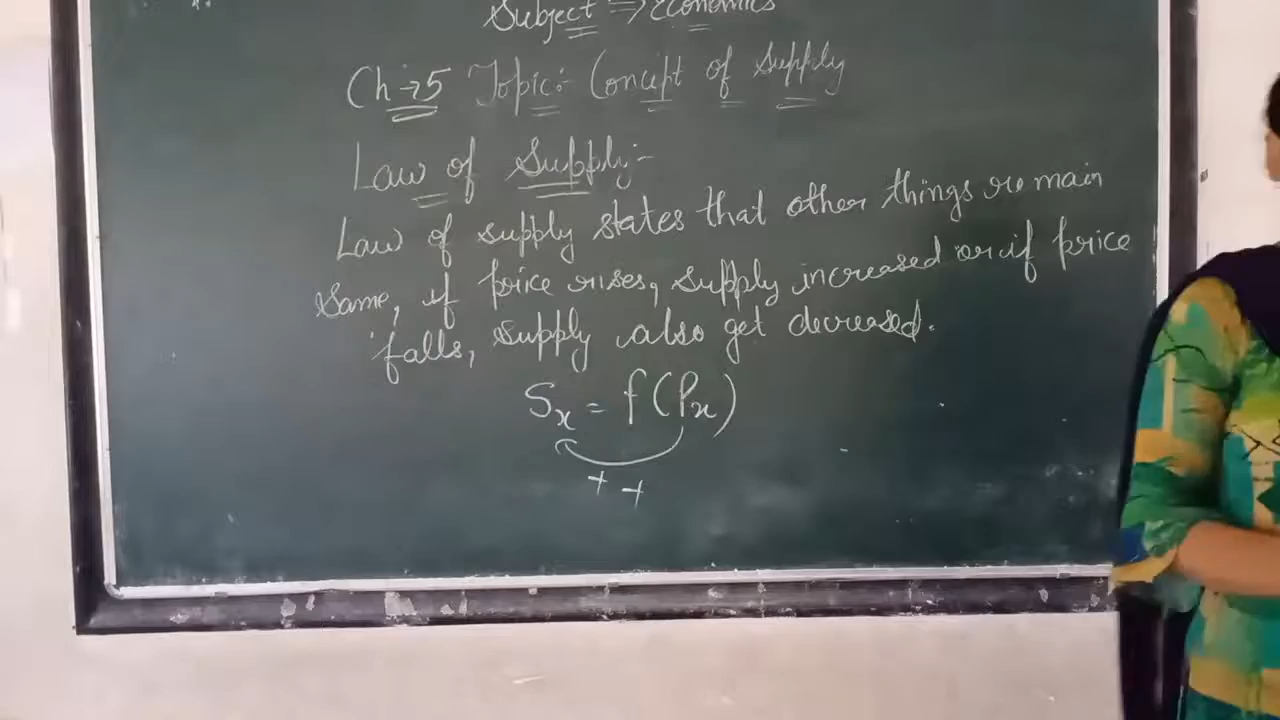 Subject ⇒ Economics
Ch → 5 Topic:- Concept of Supply
Law of Supply:-
Law of supply states that other things remain
same, if price rises, supply increased or if price
falls, supply also get decreased.
Sx = f(Px)
+ +